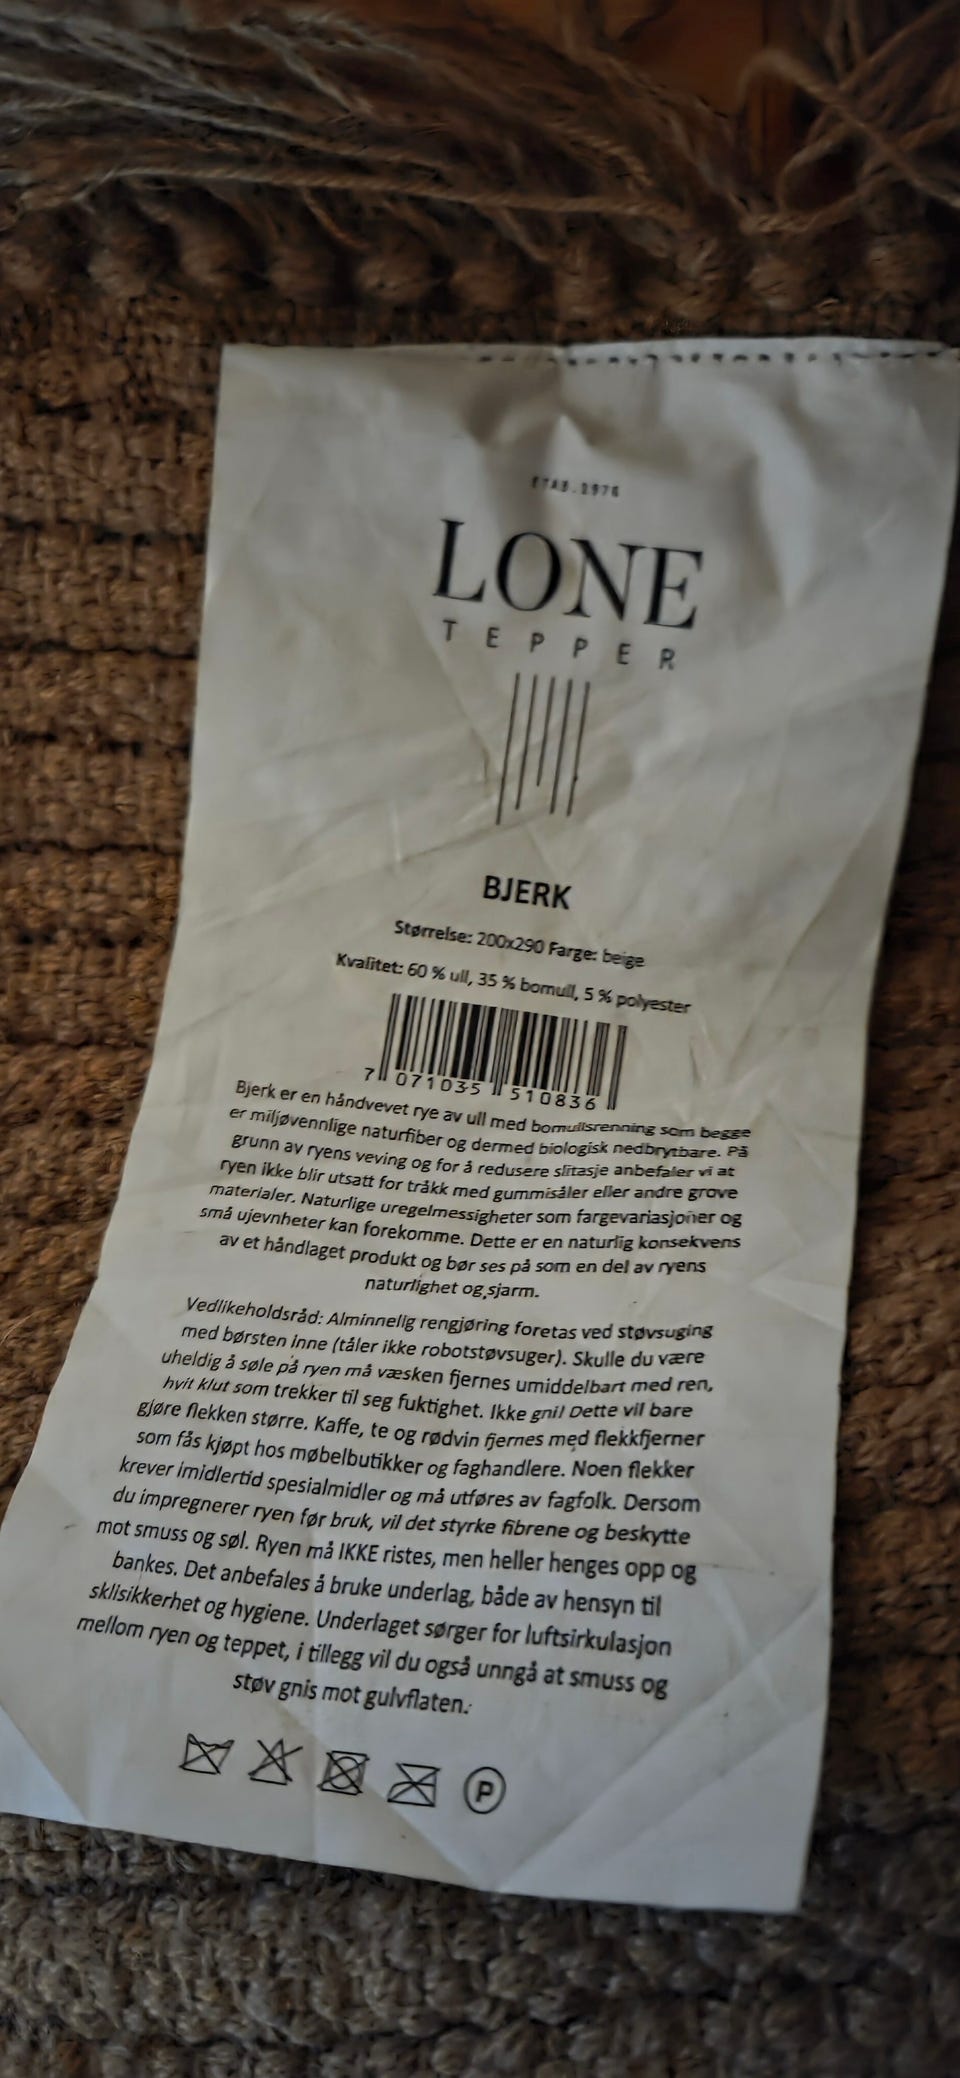 ETAB.1976
LONE
TEPPER
BJERK
Størrelse: 200x290 Farge: beige
Kvalitet: 60 % ull, 35 % bomull, 5 % polyester
7 071035 510836
Bjerk er en håndvevet rye av ull med bomullsrenning som begge
er miljøvennlige naturfiber og dermed biologisk nedbrytbare. På
grunn av ryens veving og for å redusere slitasje anbefaler vi at
ryen ikke blir utsatt for tråkk med gummisåler eller andre grove
materialer. Naturlige uregelmessigheter som fargevariasjoner og
små ujevnheter kan forekomme. Dette er en naturlig konsekvens
av et håndlaget produkt og bør ses på som en del av ryens
naturlighet og sjarm.
Vedlikeholdsråd: Alminnelig rengjøring foretas ved støvsuging
med børsten inne (tåler ikke robotstøvsuger). Skulle du være
uheldig å søle på ryen må væsken fjernes umiddelbart med ren,
hvit klut som trekker til seg fuktighet. Ikke gni! Dette vil bare
gjøre flekken større. Kaffe, te og rødvin fjernes med flekkfjerner
som fås kjøpt hos møbelbutikker og faghandlere. Noen flekker
krever imidlertid spesialmidler og må utføres av fagfolk. Dersom
du impregnerer ryen før bruk, vil det styrke fibrene og beskytte
mot smuss og søl. Ryen må IKKE ristes, men heller henges opp og
bankes. Det anbefales å bruke underlag, både av hensyn til
sklisikkerhet og hygiene. Underlaget sørger for luftsirkulasjon
mellom ryen og teppet, i tillegg vil du også unngå at smuss og
støv gnis mot gulvflaten.
P